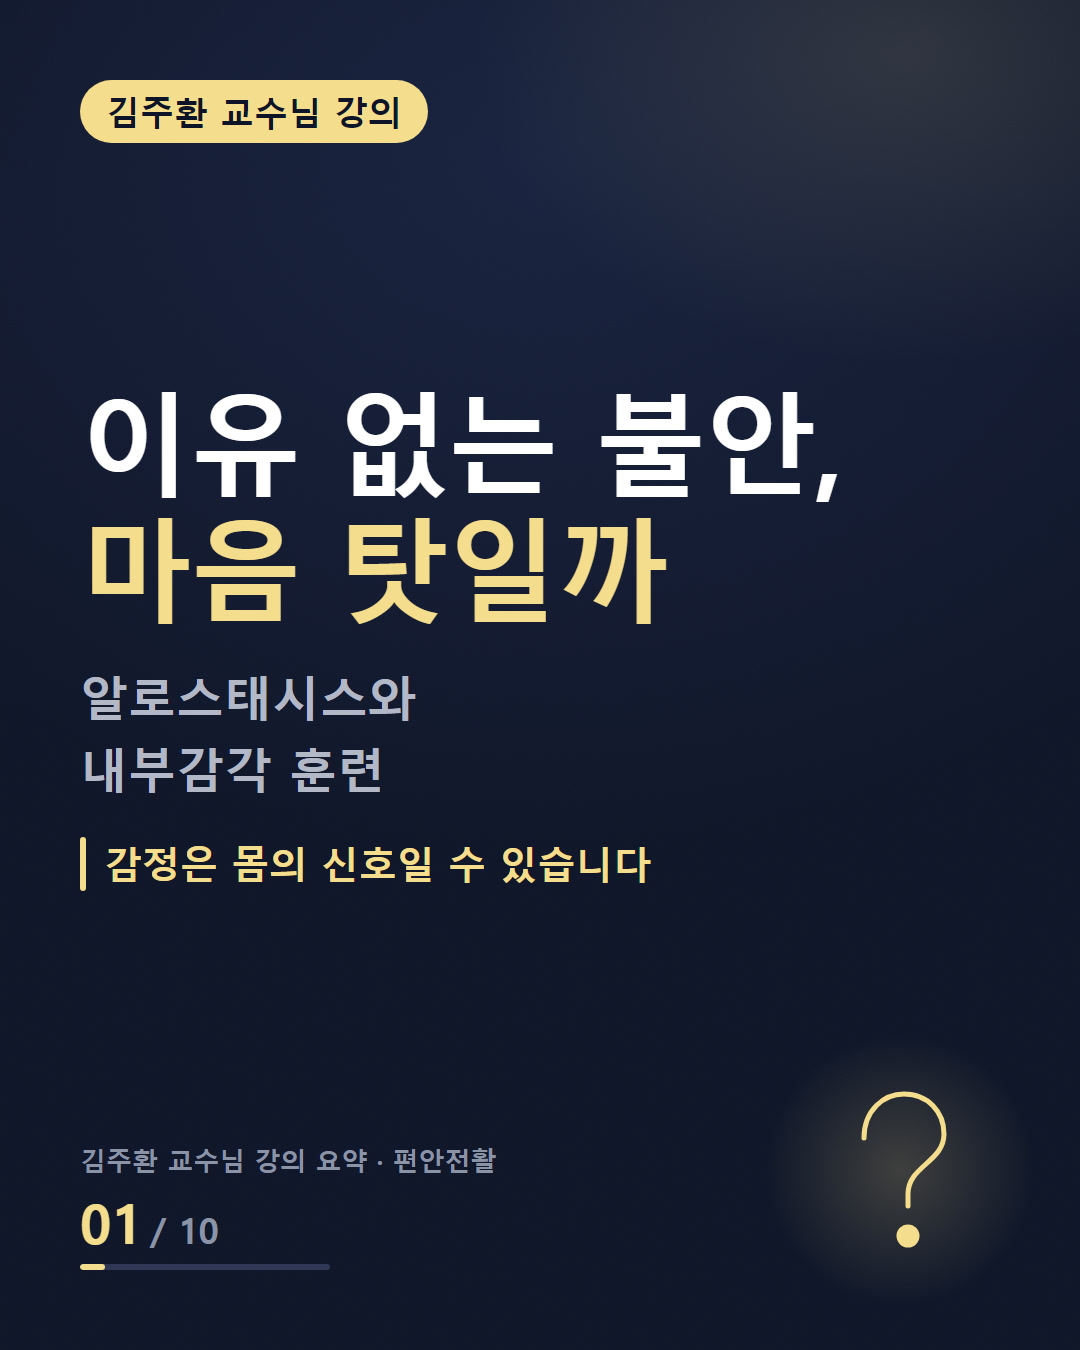 김주환 교수님 강의
이유 없는 불안,
마음 탓일까
알로스태시스와
내부감각 훈련
감정은 몸의 신호일 수 있습니다
김주환 교수님 강의 요약 · 편안전활
01 / 10
?